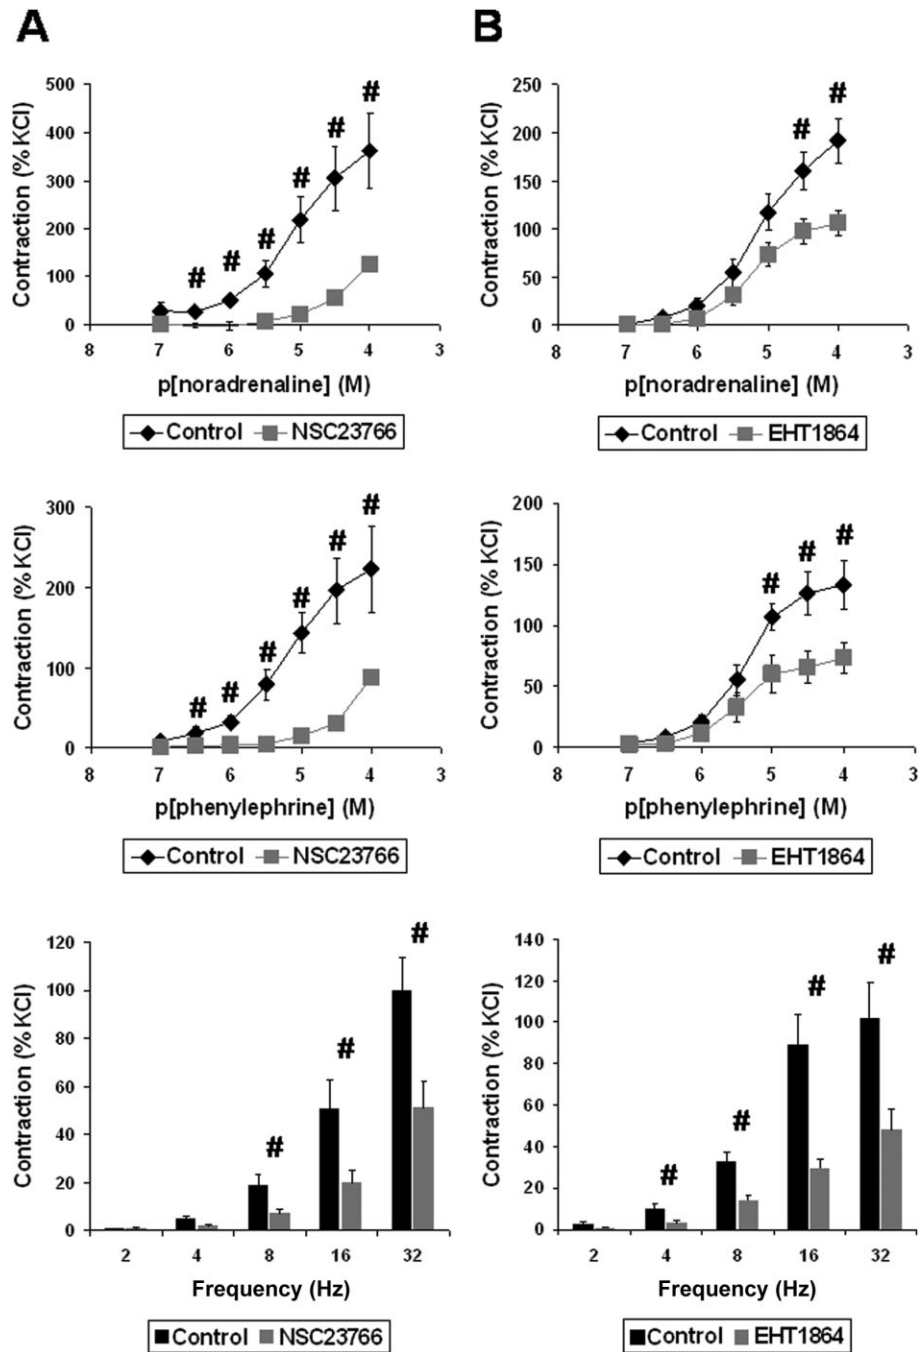 A
B
Contraction (% KCl)
500
400
300
200
100
0
# # # # # #
8 7 6 5 4 3
p[noradrenaline] (M)
Control NSC23766
Contraction (% KCl)
250
200
150
100
50
0
# #
8 7 6 5 4 3
p[noradrenaline] (M)
Control EHT1864
Contraction (% KCl)
300
200
100
0
# # # # # #
8 7 6 5 4 3
p[phenylephrine] (M)
Control NSC23766
Contraction (% KCl)
200
150
100
50
0
# # #
8 7 6 5 4 3
p[phenylephrine] (M)
Control EHT1864
Contraction (% KCl)
120
100
80
60
40
20
0
# # #
2 4 8 16 32
Frequency (Hz)
Control NSC23766
Contraction (% KCl)
140
120
100
80
60
40
20
0
# # # #
2 4 8 16 32
Frequency (Hz)
Control EHT1864